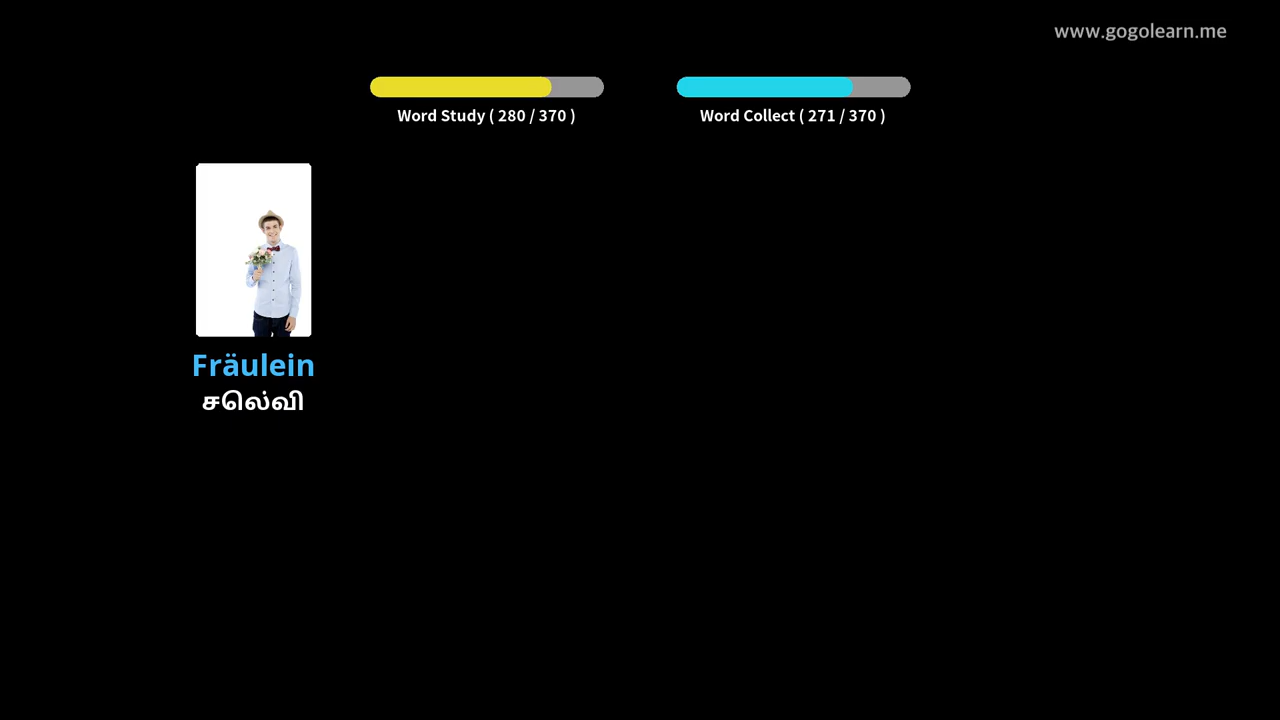 www.gogolearn.me
Word Study ( 280 / 370 )
Word Collect ( 271 / 370 )
Fräulein
சலெ்வி